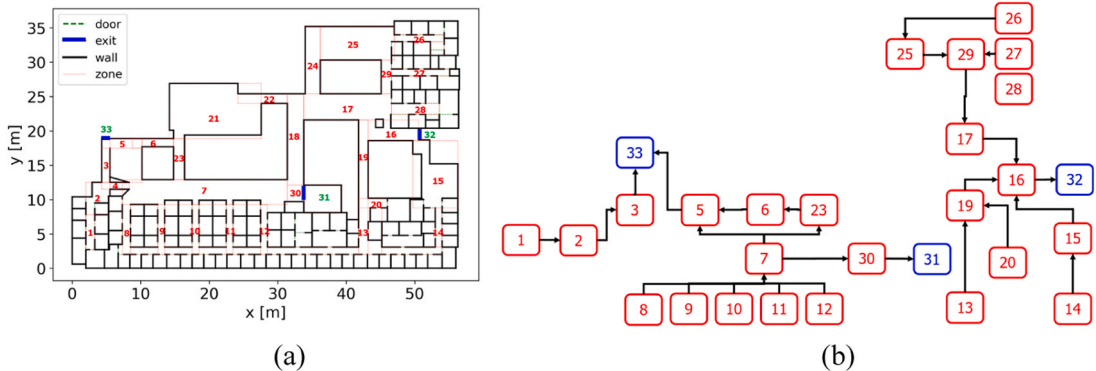 35
30
25
20
15
10
5
0
y [m]
0 10 20 30 40 50
x [m]
door
exit
wall
zone
25
26
24
29 27
22
17
28
21
33
18
16 32
5 6
19
3 23
15
4
30
2 7 31
20
1 8 9 10 11 12 13 14
(a)
26
25 29 27
28
17
33
16 32
3 5 6 23 19
1 2
15
7 30 31 20
8 9 10 11 12 13 14
(b)